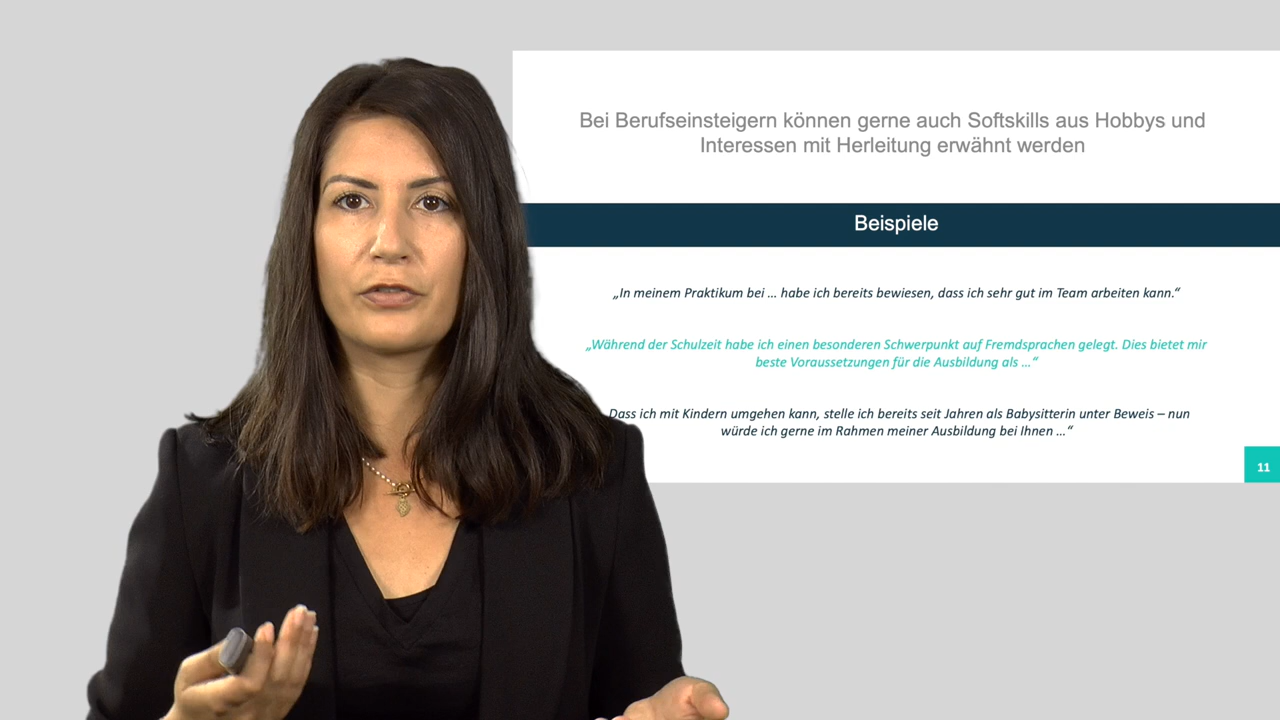 Bei Berufseinsteigern können gerne auch Softskills aus Hobbys und
Interessen mit Herleitung erwähnt werden
Beispiele
„In meinem Praktikum bei … habe ich bereits bewiesen, dass ich sehr gut im Team arbeiten kann.“
„Während der Schulzeit habe ich einen besonderen Schwerpunkt auf Fremdsprachen gelegt. Dies bietet mir
beste Voraussetzungen für die Ausbildung als …“
Dass ich mit Kindern umgehen kann, stelle ich bereits seit Jahren als Babysitterin unter Beweis – nun
würde ich gerne im Rahmen meiner Ausbildung bei Ihnen …“
11